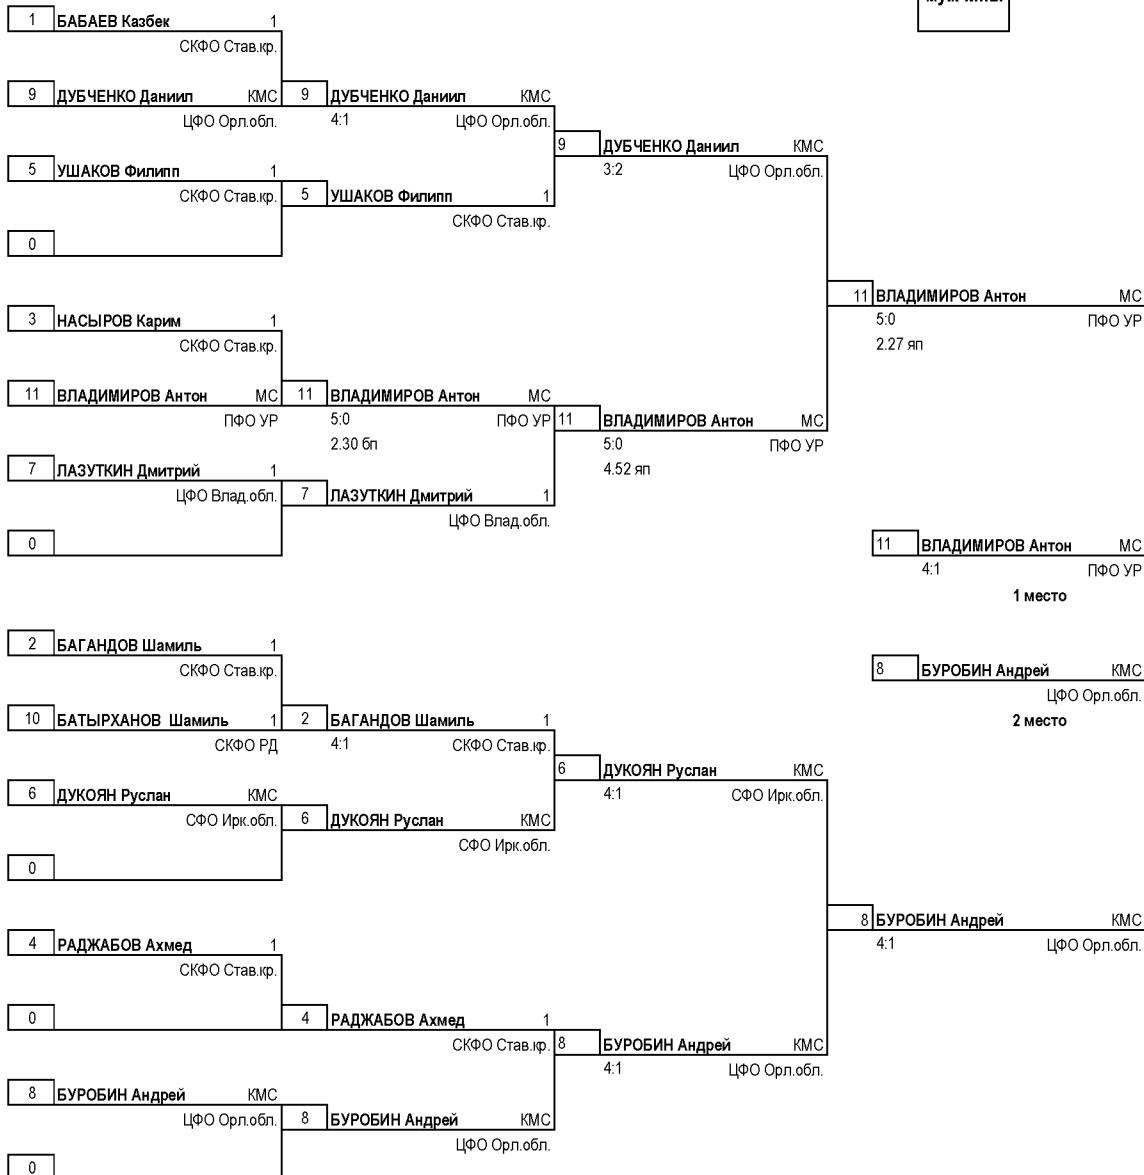 мужчины
1 БАБАЕВ Казбек 1
СКФО Став.кр.
9 ДУБЧЕНКО Даниил КМС 9 ДУБЧЕНКО Даниил КМС
ЦФО Орл.обл. 4:1 ЦФО Орл.обл.
9 ДУБЧЕНКО Даниил КМС
5 УШАКОВ Филипп 1 3:2 ЦФО Орл.обл.
СКФО Став.кр. 5 УШАКОВ Филипп 1
СКФО Став.кр.
0
11 ВЛАДИМИРОВ Антон МС
3 НАСЫРОВ Карим 1 5:0 ПФО УР
СКФО Став.кр. 2.27 яп
11 ВЛАДИМИРОВ Антон МС 11 ВЛАДИМИРОВ Антон МС
ПФО УР 5:0 ПФО УР 11 ВЛАДИМИРОВ Антон МС
2.30 бп 5:0 ПФО УР
7 ЛАЗУТКИН Дмитрий 1 4.52 яп
ЦФО Влад.обл. 7 ЛАЗУТКИН Дмитрий 1
ЦФО Влад.обл.
0 11 ВЛАДИМИРОВ Антон МС
4:1 ПФО УР
1 место
2 БАГАНДОВ Шамиль 1
СКФО Став.кр. 8 БУРОБИН Андрей КМС
ЦФО Орл.обл.
10 БАТЫРХАНОВ Шамиль 1 2 БАГАНДОВ Шамиль 1 2 место
СКФО РД 4:1 СКФО Став.кр.
6 ДУКОЯН Руслан КМС
6 ДУКОЯН Руслан КМС 4:1 СФО Ирк.обл.
СФО Ирк.обл. 6 ДУКОЯН Руслан КМС
СФО Ирк.обл.
0
8 БУРОБИН Андрей КМС
4 РАДЖАБОВ Ахмед 1 4:1 ЦФО Орл.обл.
СКФО Став.кр.
0 4 РАДЖАБОВ Ахмед 1
СКФО Став.кр. 8 БУРОБИН Андрей КМС
4:1 ЦФО Орл.обл.
8 БУРОБИН Андрей КМС
ЦФО Орл.обл. 8 БУРОБИН Андрей КМС
ЦФО Орл.обл.
0